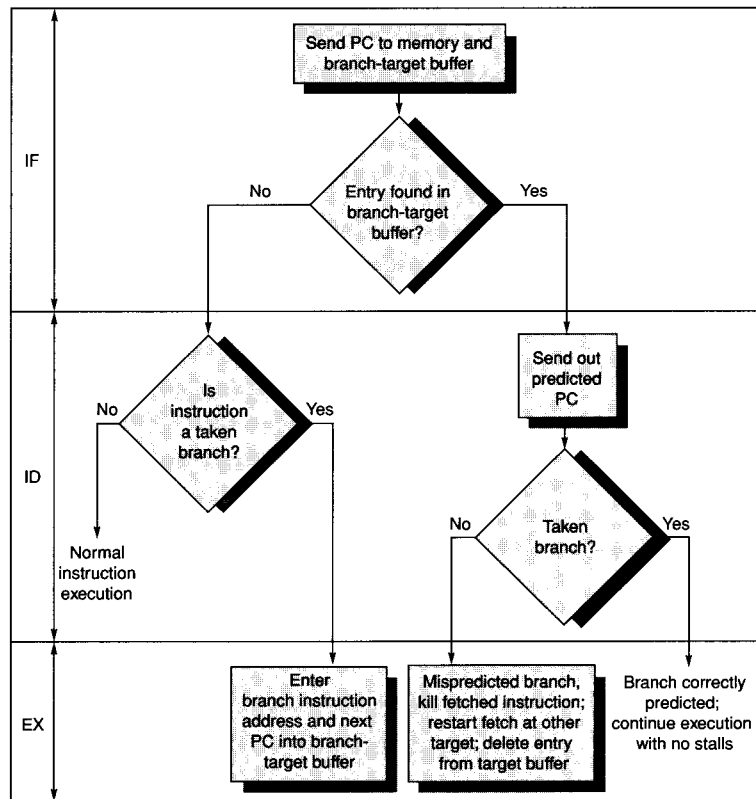 Send PC to memory and
branch-target buffer
IF
No
Entry found in
branch-target
buffer?
Yes
ID
No
Is
instruction
a taken
branch?
Yes
Send out
predicted
PC
No
Taken
branch?
Yes
Normal
instruction
execution
EX
Enter
branch instruction
address and next
PC into branch-
target buffer
Mispredicted branch,
kill fetched instruction;
restart fetch at other
target; delete entry
from target buffer
Branch correctly
predicted;
continue execution
with no stalls